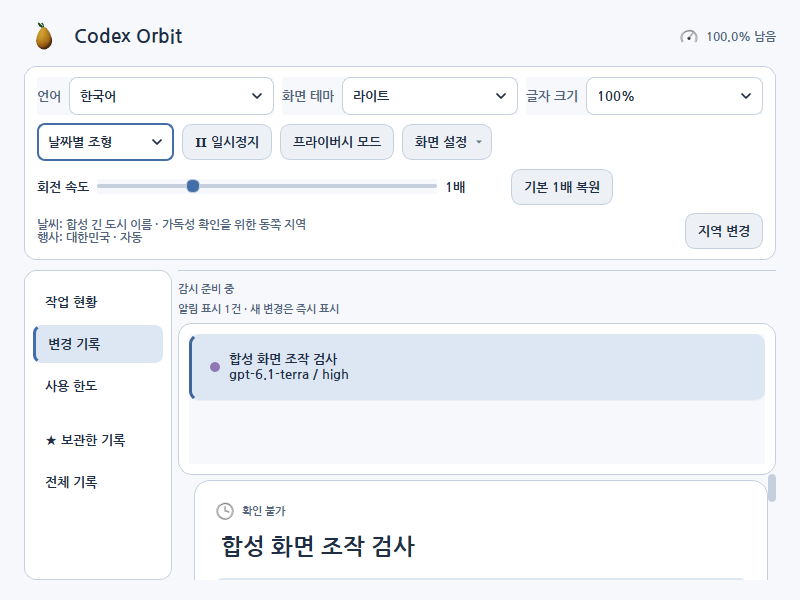 Codex Orbit
100.0% 남음
언어 한국어 화면 테마 라이트 글자 크기 100%
날짜별 조형 일시정지 프라이버시 모드 화면 설정
회전 속도 1배 기본 1배 복원
날씨: 합성 긴 도시 이름 · 가독성 확인을 위한 동쪽 지역
행사: 대한민국 · 자동
지역 변경
작업 현황
변경 기록
사용 한도
★ 보관한 기록
전체 기록
감시 준비 중
알림 표시 1건 · 새 변경은 즉시 표시
합성 화면 조작 검사
gpt-6.1-terra / high
확인 불가
합성 화면 조작 검사